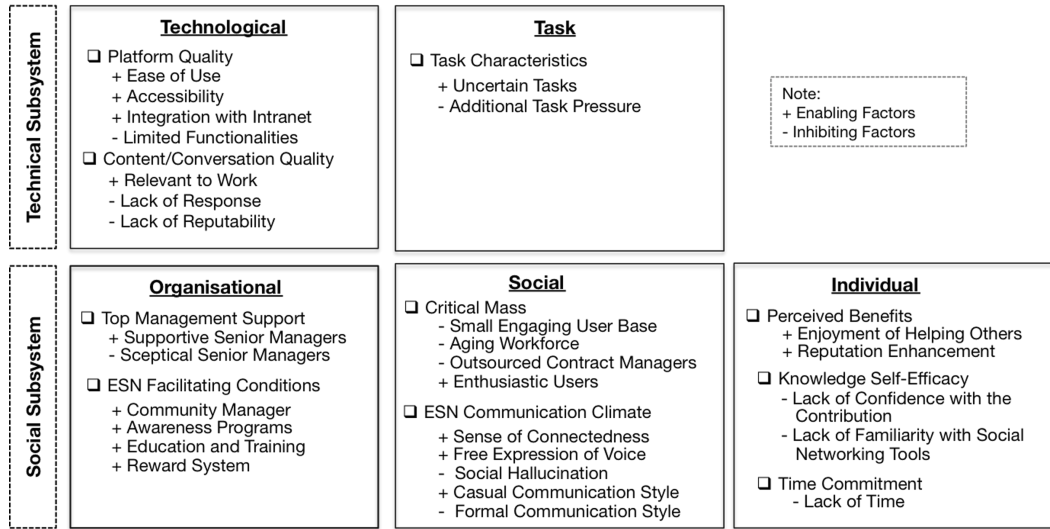 Technical Subsystem
Technological
❑ Platform Quality
+ Ease of Use
+ Accessibility
+ Integration with Intranet
- Limited Functionalities
❑ Content/Conversation Quality
+ Relevant to Work
- Lack of Response
- Lack of Reputability
Task
❑ Task Characteristics
+ Uncertain Tasks
- Additional Task Pressure
Note:
+ Enabling Factors
- Inhibiting Factors
Social Subsystem
Organisational
❑ Top Management Support
+ Supportive Senior Managers
- Sceptical Senior Managers
❑ ESN Facilitating Conditions
+ Community Manager
+ Awareness Programs
+ Education and Training
+ Reward System
Social
❑ Critical Mass
- Small Engaging User Base
- Aging Workforce
- Outsourced Contract Managers
+ Enthusiastic Users
❑ ESN Communication Climate
+ Sense of Connectedness
+ Free Expression of Voice
- Social Hallucination
+ Casual Communication Style
- Formal Communication Style
Individual
❑ Perceived Benefits
+ Enjoyment of Helping Others
+ Reputation Enhancement
❑ Knowledge Self-Efficacy
- Lack of Confidence with the
Contribution
- Lack of Familiarity with Social
Networking Tools
❑ Time Commitment
- Lack of Time